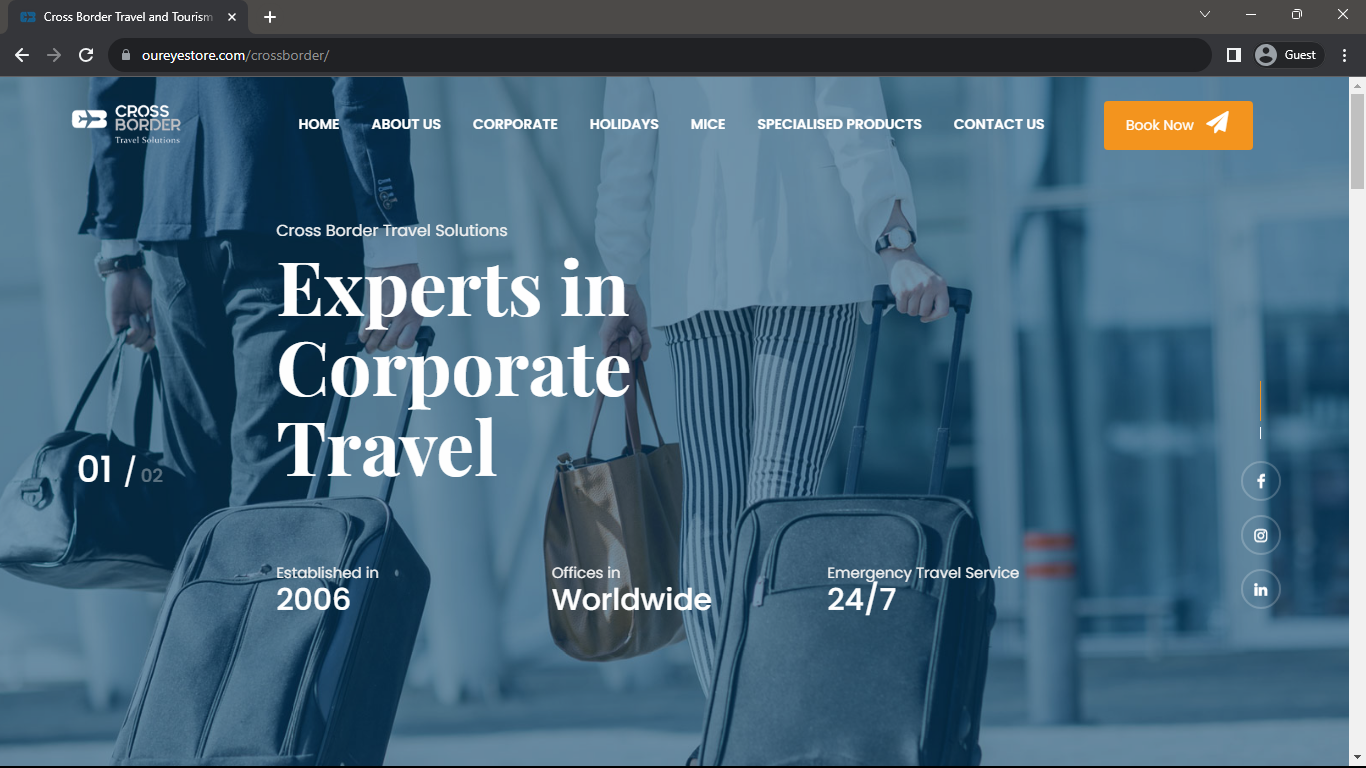 Cross Border Travel and Tourism
oureyestore.com/crossborder/
Guest
CROSS
BORDER
Travel Solutions
HOME ABOUT US CORPORATE HOLIDAYS MICE SPECIALISED PRODUCTS CONTACT US
Book Now
Cross Border Travel Solutions
Experts in
Corporate
Travel
01 / 02
Established in
2006
Offices in
Worldwide
Emergency Travel Service
24/7